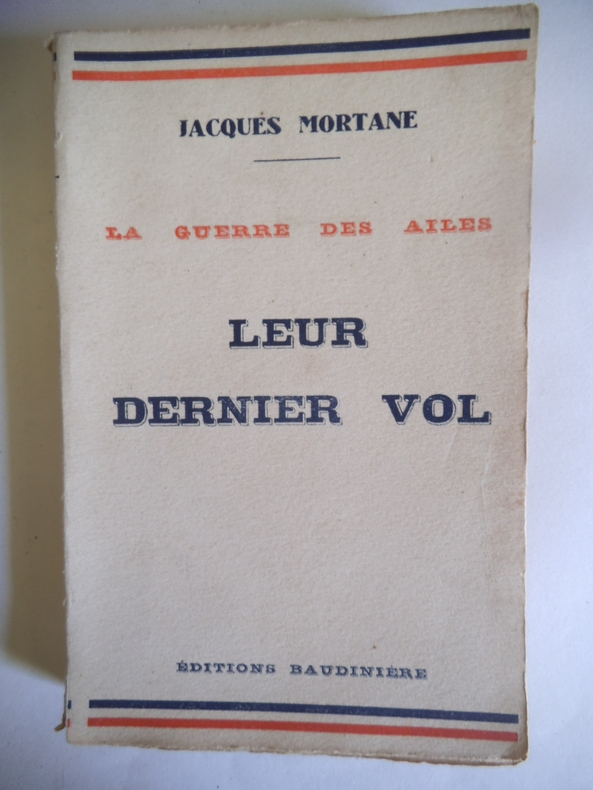 JACQUES MORTANE
LA GUERRE DES AILES
LEUR
DERNIER VOL
ÉDITIONS BAUDINIÈRE